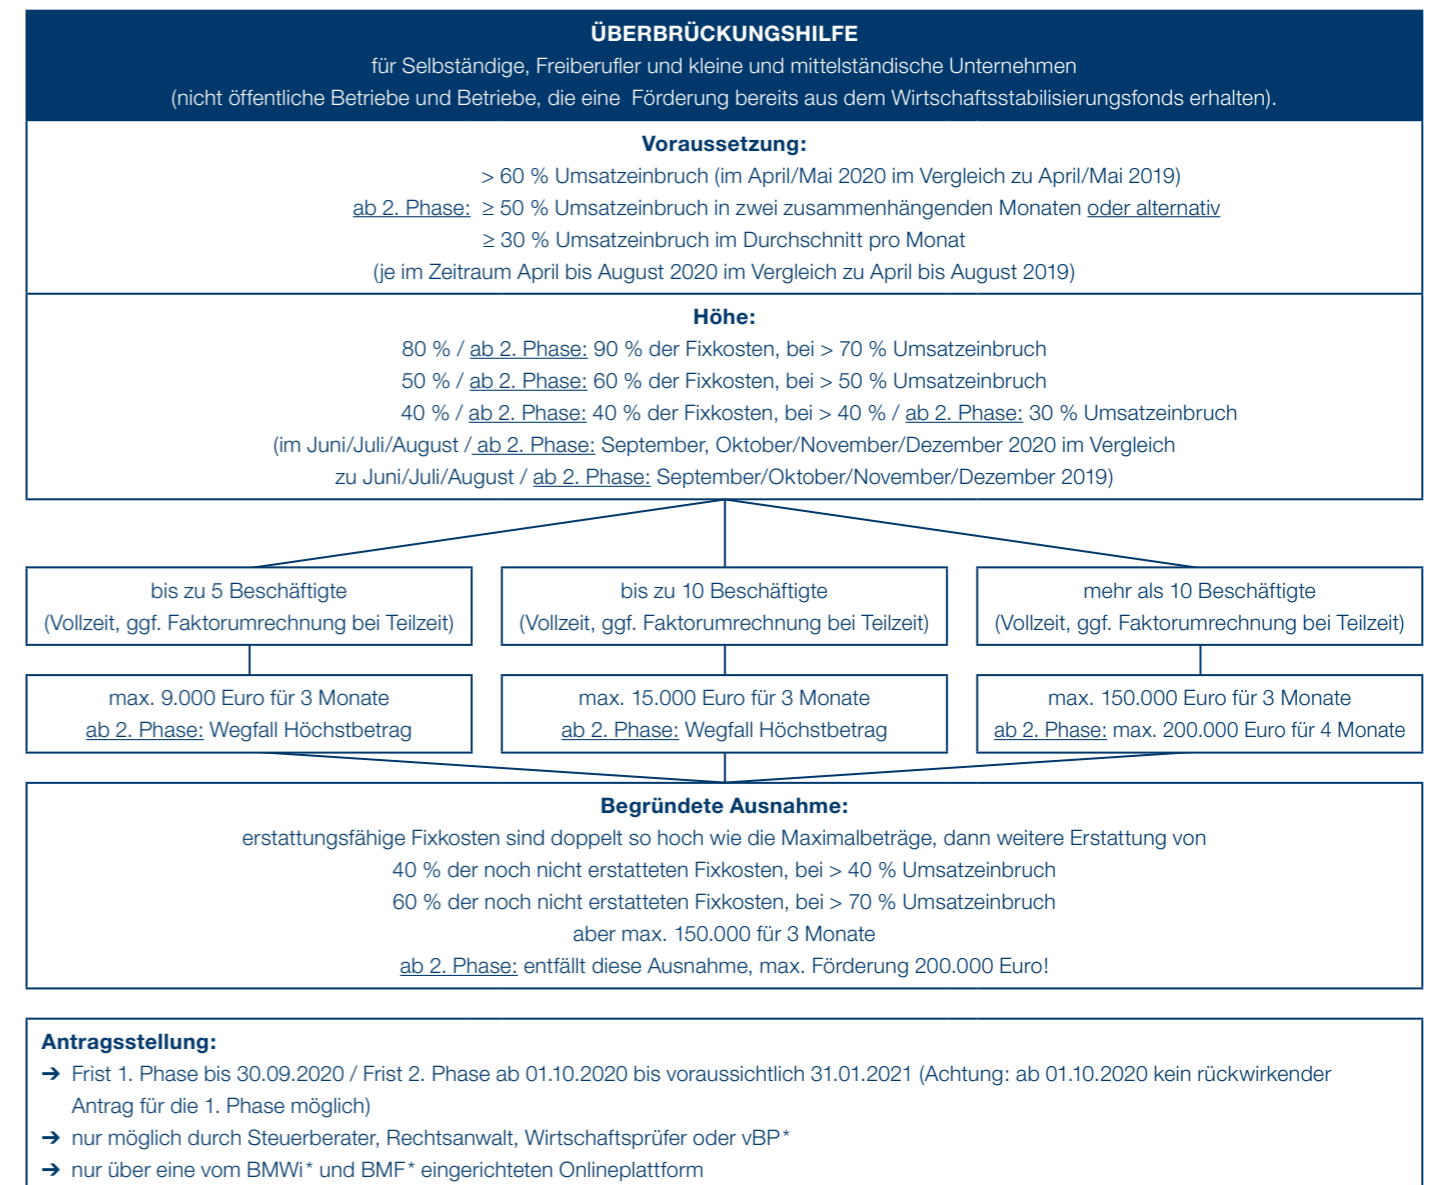 ÜBERBRÜCKUNGSHILFE
für Selbständige, Freiberufler und kleine und mittelständische Unternehmen
(nicht öffentliche Betriebe und Betriebe, die eine Förderung bereits aus dem Wirtschaftsstabilisierungsfonds erhalten).
Voraussetzung:
> 60 % Umsatzeinbruch (im April/Mai 2020 im Vergleich zu April/Mai 2019)
ab 2. Phase: ≥ 50 % Umsatzeinbruch in zwei zusammenhängenden Monaten oder alternativ
≥ 30 % Umsatzeinbruch im Durchschnitt pro Monat
(je im Zeitraum April bis August 2020 im Vergleich zu April bis August 2019)
Höhe:
80 % / ab 2. Phase: 90 % der Fixkosten, bei > 70 % Umsatzeinbruch
50 % / ab 2. Phase: 60 % der Fixkosten, bei > 50 % Umsatzeinbruch
40 % / ab 2. Phase: 40 % der Fixkosten, bei > 40 % / ab 2. Phase: 30 % Umsatzeinbruch
(im Juni/Juli/August / ab 2. Phase: September, Oktober/November/Dezember 2020 im Vergleich
zu Juni/Juli/August / ab 2. Phase: September/Oktober/November/Dezember 2019)
bis zu 5 Beschäftigte
(Vollzeit, ggf. Faktorumrechnung bei Teilzeit)
max. 9.000 Euro für 3 Monate
ab 2. Phase: Wegfall Höchstbetrag
bis zu 10 Beschäftigte
(Vollzeit, ggf. Faktorumrechnung bei Teilzeit)
max. 15.000 Euro für 3 Monate
ab 2. Phase: Wegfall Höchstbetrag
mehr als 10 Beschäftigte
(Vollzeit, ggf. Faktorumrechnung bei Teilzeit)
max. 150.000 Euro für 3 Monate
ab 2. Phase: max. 200.000 Euro für 4 Monate
Begründete Ausnahme:
erstattungsfähige Fixkosten sind doppelt so hoch wie die Maximalbeträge, dann weitere Erstattung von
40 % der noch nicht erstatteten Fixkosten, bei > 40 % Umsatzeinbruch
60 % der noch nicht erstatteten Fixkosten, bei > 70 % Umsatzeinbruch
aber max. 150.000 für 3 Monate
ab 2. Phase: entfällt diese Ausnahme, max. Förderung 200.000 Euro!
Antragsstellung:
➔ Frist 1. Phase bis 30.09.2020 / Frist 2. Phase ab 01.10.2020 bis voraussichtlich 31.01.2021 (Achtung: ab 01.10.2020 kein rückwirkender
Antrag für die 1. Phase möglich)
➔ nur möglich durch Steuerberater, Rechtsanwalt, Wirtschaftsprüfer oder vBP*
➔ nur über eine vom BMWi* und BMF* eingerichteten Onlineplattform